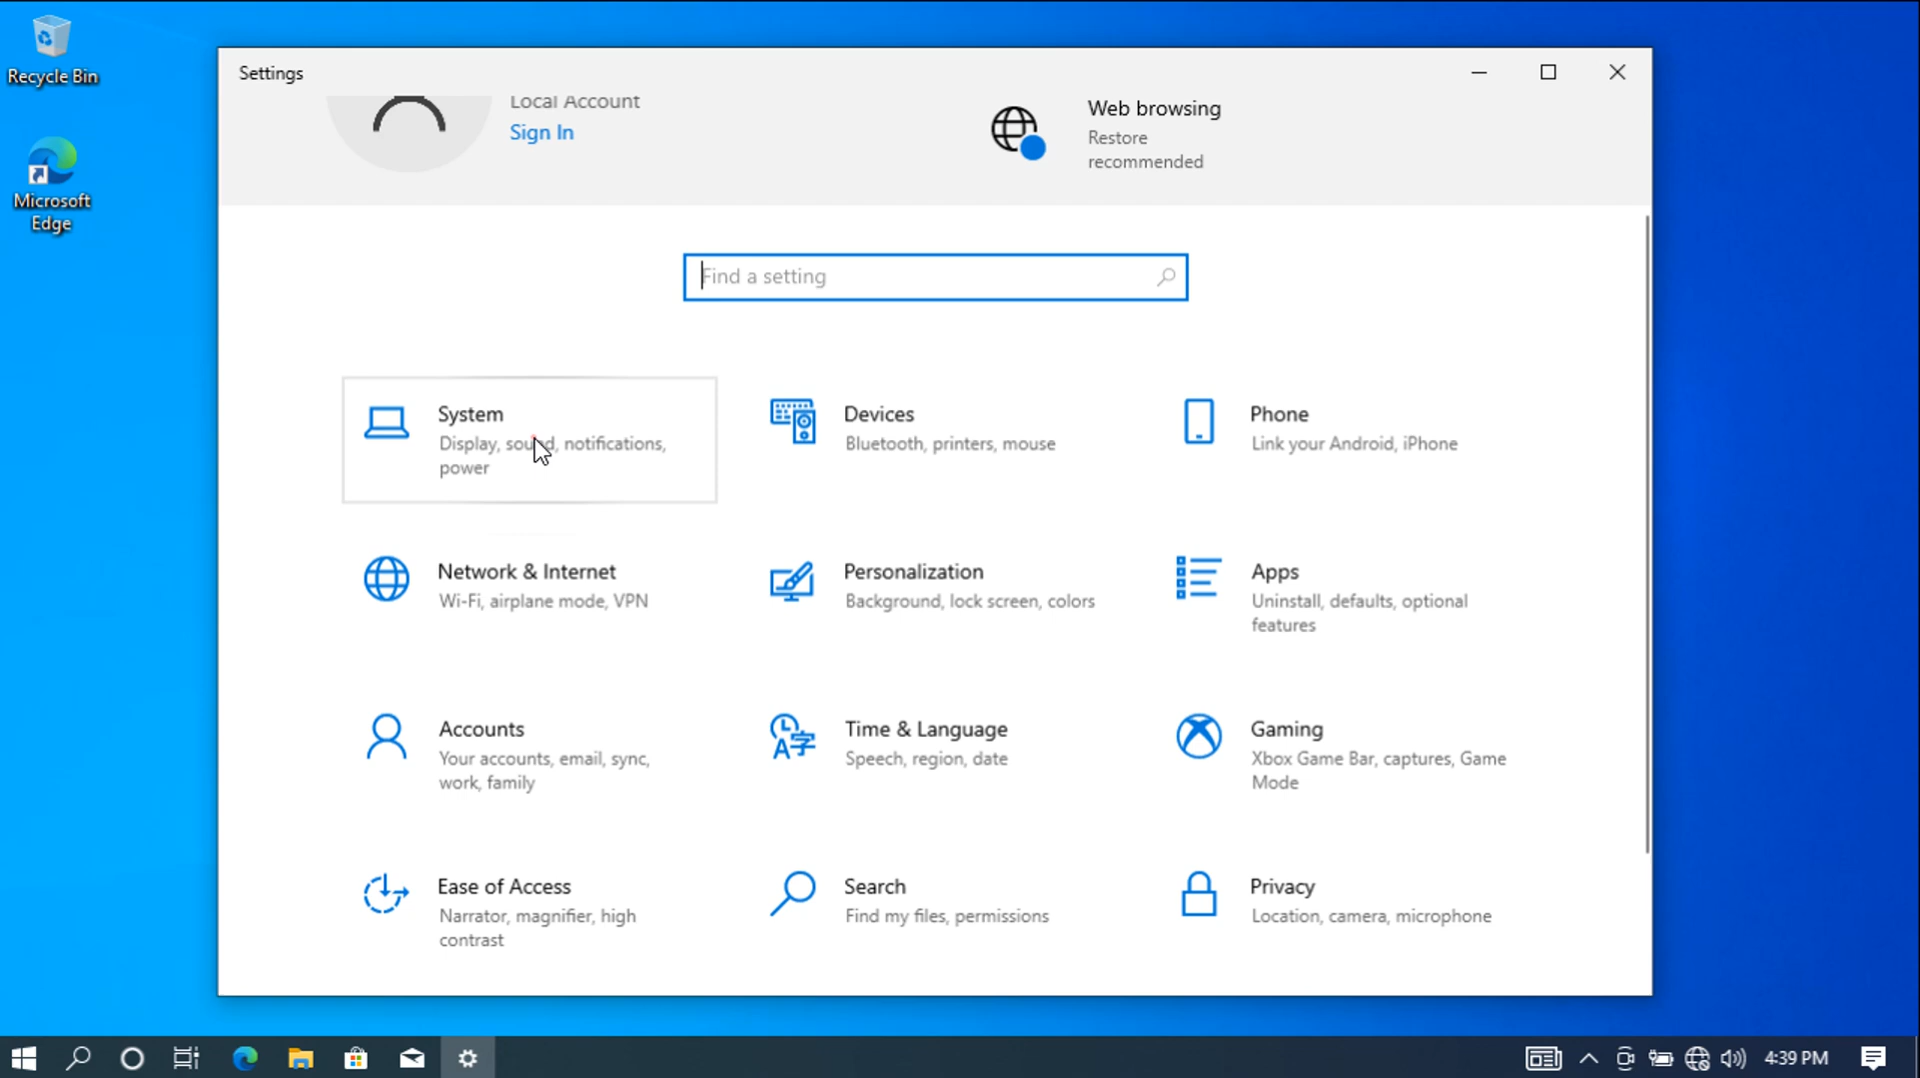 Recycle Bin
Microsoft
Edge
Settings
Local Account
Sign In
Web browsing
Restore
recommended
Find a setting
System
Display, sound, notifications,
power
Devices
Bluetooth, printers, mouse
Phone
Link your Android, iPhone
Network & Internet
Wi-Fi, airplane mode, VPN
Personalization
Background, lock screen, colors
Apps
Uninstall, defaults, optional
features
Accounts
Your accounts, email, sync,
work, family
Time & Language
Speech, region, date
Gaming
Xbox Game Bar, captures, Game
Mode
Ease of Access
Narrator, magnifier, high
contrast
Search
Find my files, permissions
Privacy
Location, camera, microphone
4:39 PM